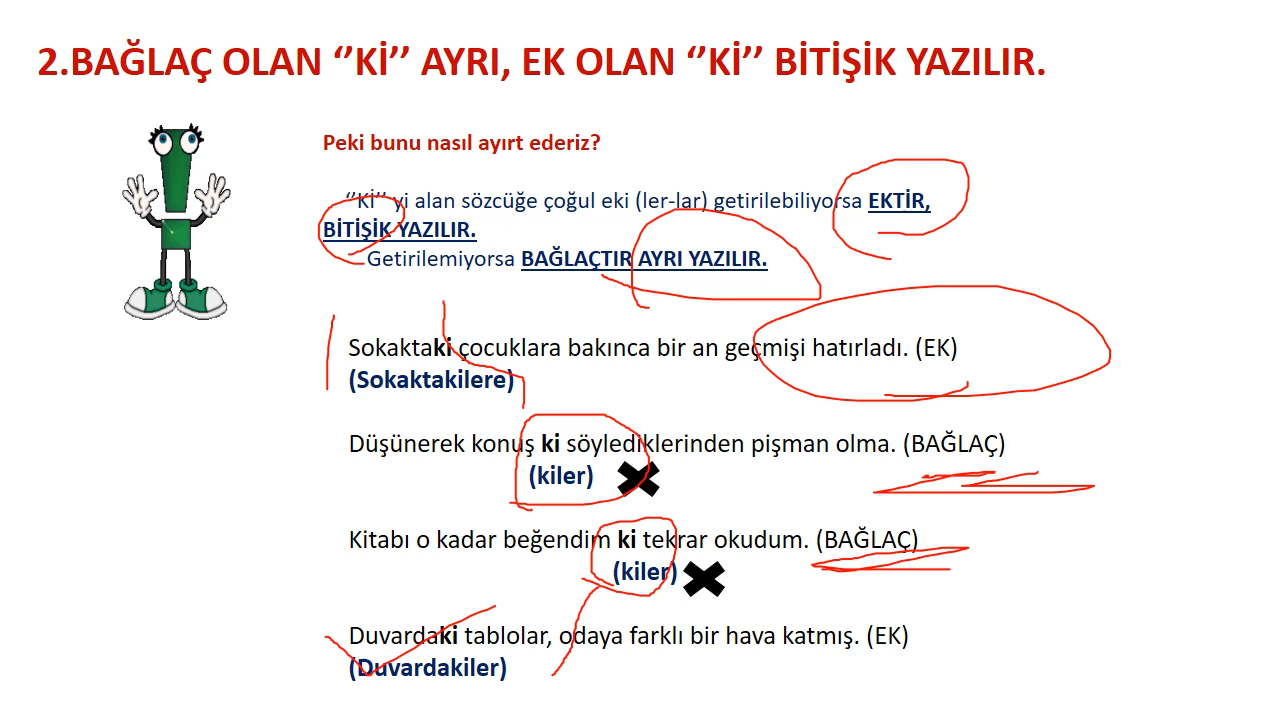 2.BAĞLAÇ OLAN ‘’Kİ’’ AYRI, EK OLAN ‘’Kİ’’ BİTİŞİK YAZILIR.
Peki bunu nasıl ayırt ederiz?
‘’Kİ’’ yi alan sözcüğe çoğul eki (ler-lar) getirilebiliyorsa EKTİR,
BİTİŞİK YAZILIR.
Getirilemiyorsa BAĞLAÇTIR AYRI YAZILIR.
Sokaktaki çocuklara bakınca bir an geçmişi hatırladı. (EK)
(Sokaktakilere)
Düşünerek konuş ki söylediklerinden pişman olma. (BAĞLAÇ)
(kiler)
Kitabı o kadar beğendim ki tekrar okudum. (BAĞLAÇ)
(kiler)
Duvardaki tablolar, odaya farklı bir hava katmış. (EK)
(Duvardakiler)